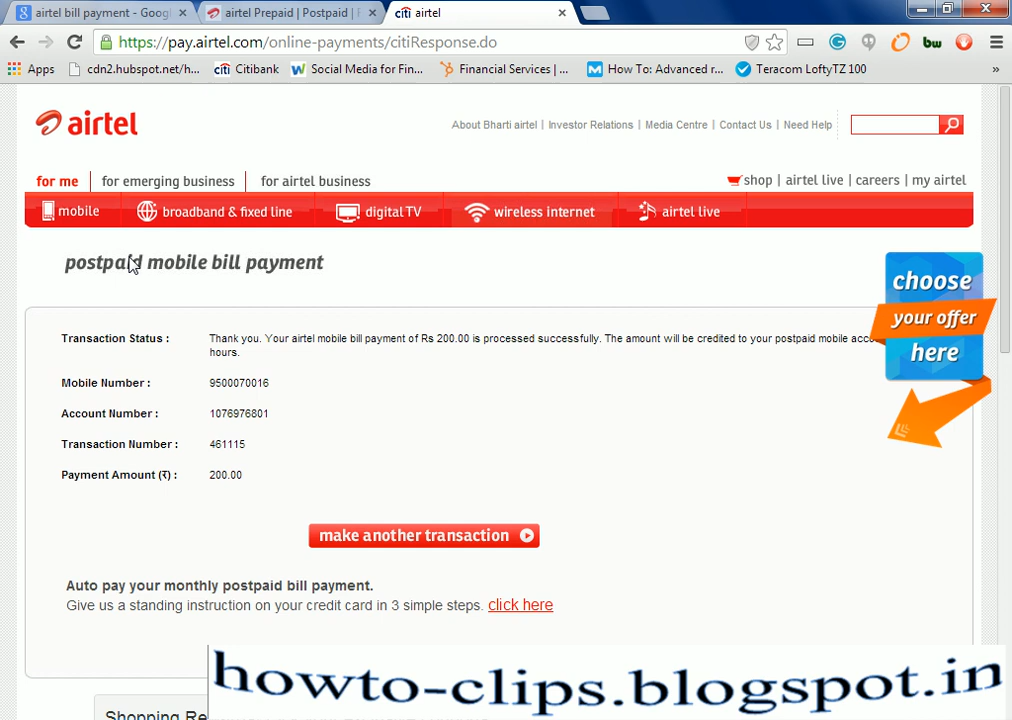 airtel bill payment - Goog
airtel Prepaid | Postpaid |
citi airtel
https://pay.airtel.com/online-payments/citiResponse.do
Apps
cdn2.hubspot.net/h...
citi Citibank
Social Media for Fin...
Financial Services | ...
How To: Advanced r...
Teracom LoftyTZ 100
»
airtel
About Bharti airtel | Investor Relations | Media Centre | Contact Us | Need Help
for me
for emerging business
for airtel business
shop | airtel live | careers | my airtel
mobile
broadband & fixed line
digital TV
wireless internet
airtel live
postpaid mobile bill payment
choose
your offer
here
Transaction Status : Thank you. Your airtel mobile bill payment of Rs 200.00 is processed successfully. The amount will be credited to your postpaid mobile
hours.
Mobile Number : 9500070016
Account Number : 1076976801
Transaction Number : 461115
Payment Amount (₹) : 200.00
make another transaction
Auto pay your monthly postpaid bill payment.
Give us a standing instruction on your credit card in 3 simple steps. click here
howto-clips.blogspot.in
Shopping